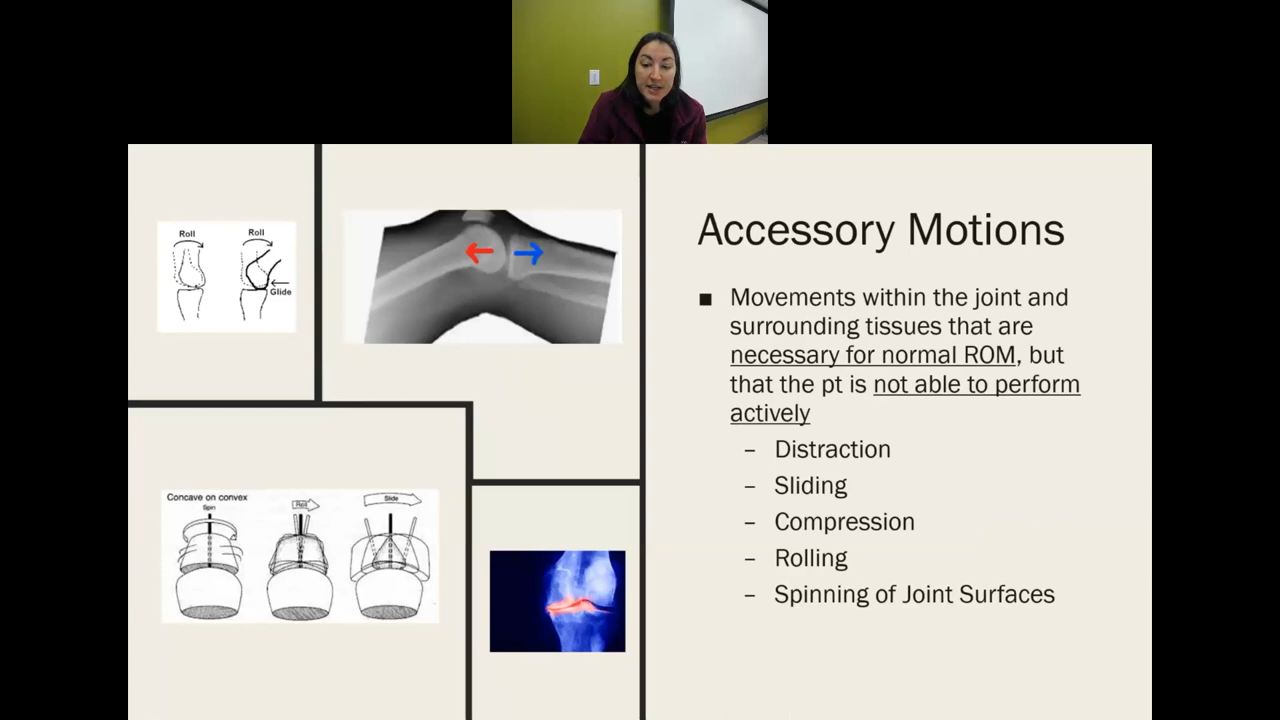 Roll
Roll
Glide
Accessory Motions
■ Movements within the joint and
surrounding tissues that are
necessary for normal ROM, but
that the pt is not able to perform
actively
– Distraction
– Sliding
– Compression
– Rolling
– Spinning of Joint Surfaces
Concave on convex
Spin
Roll
Slide